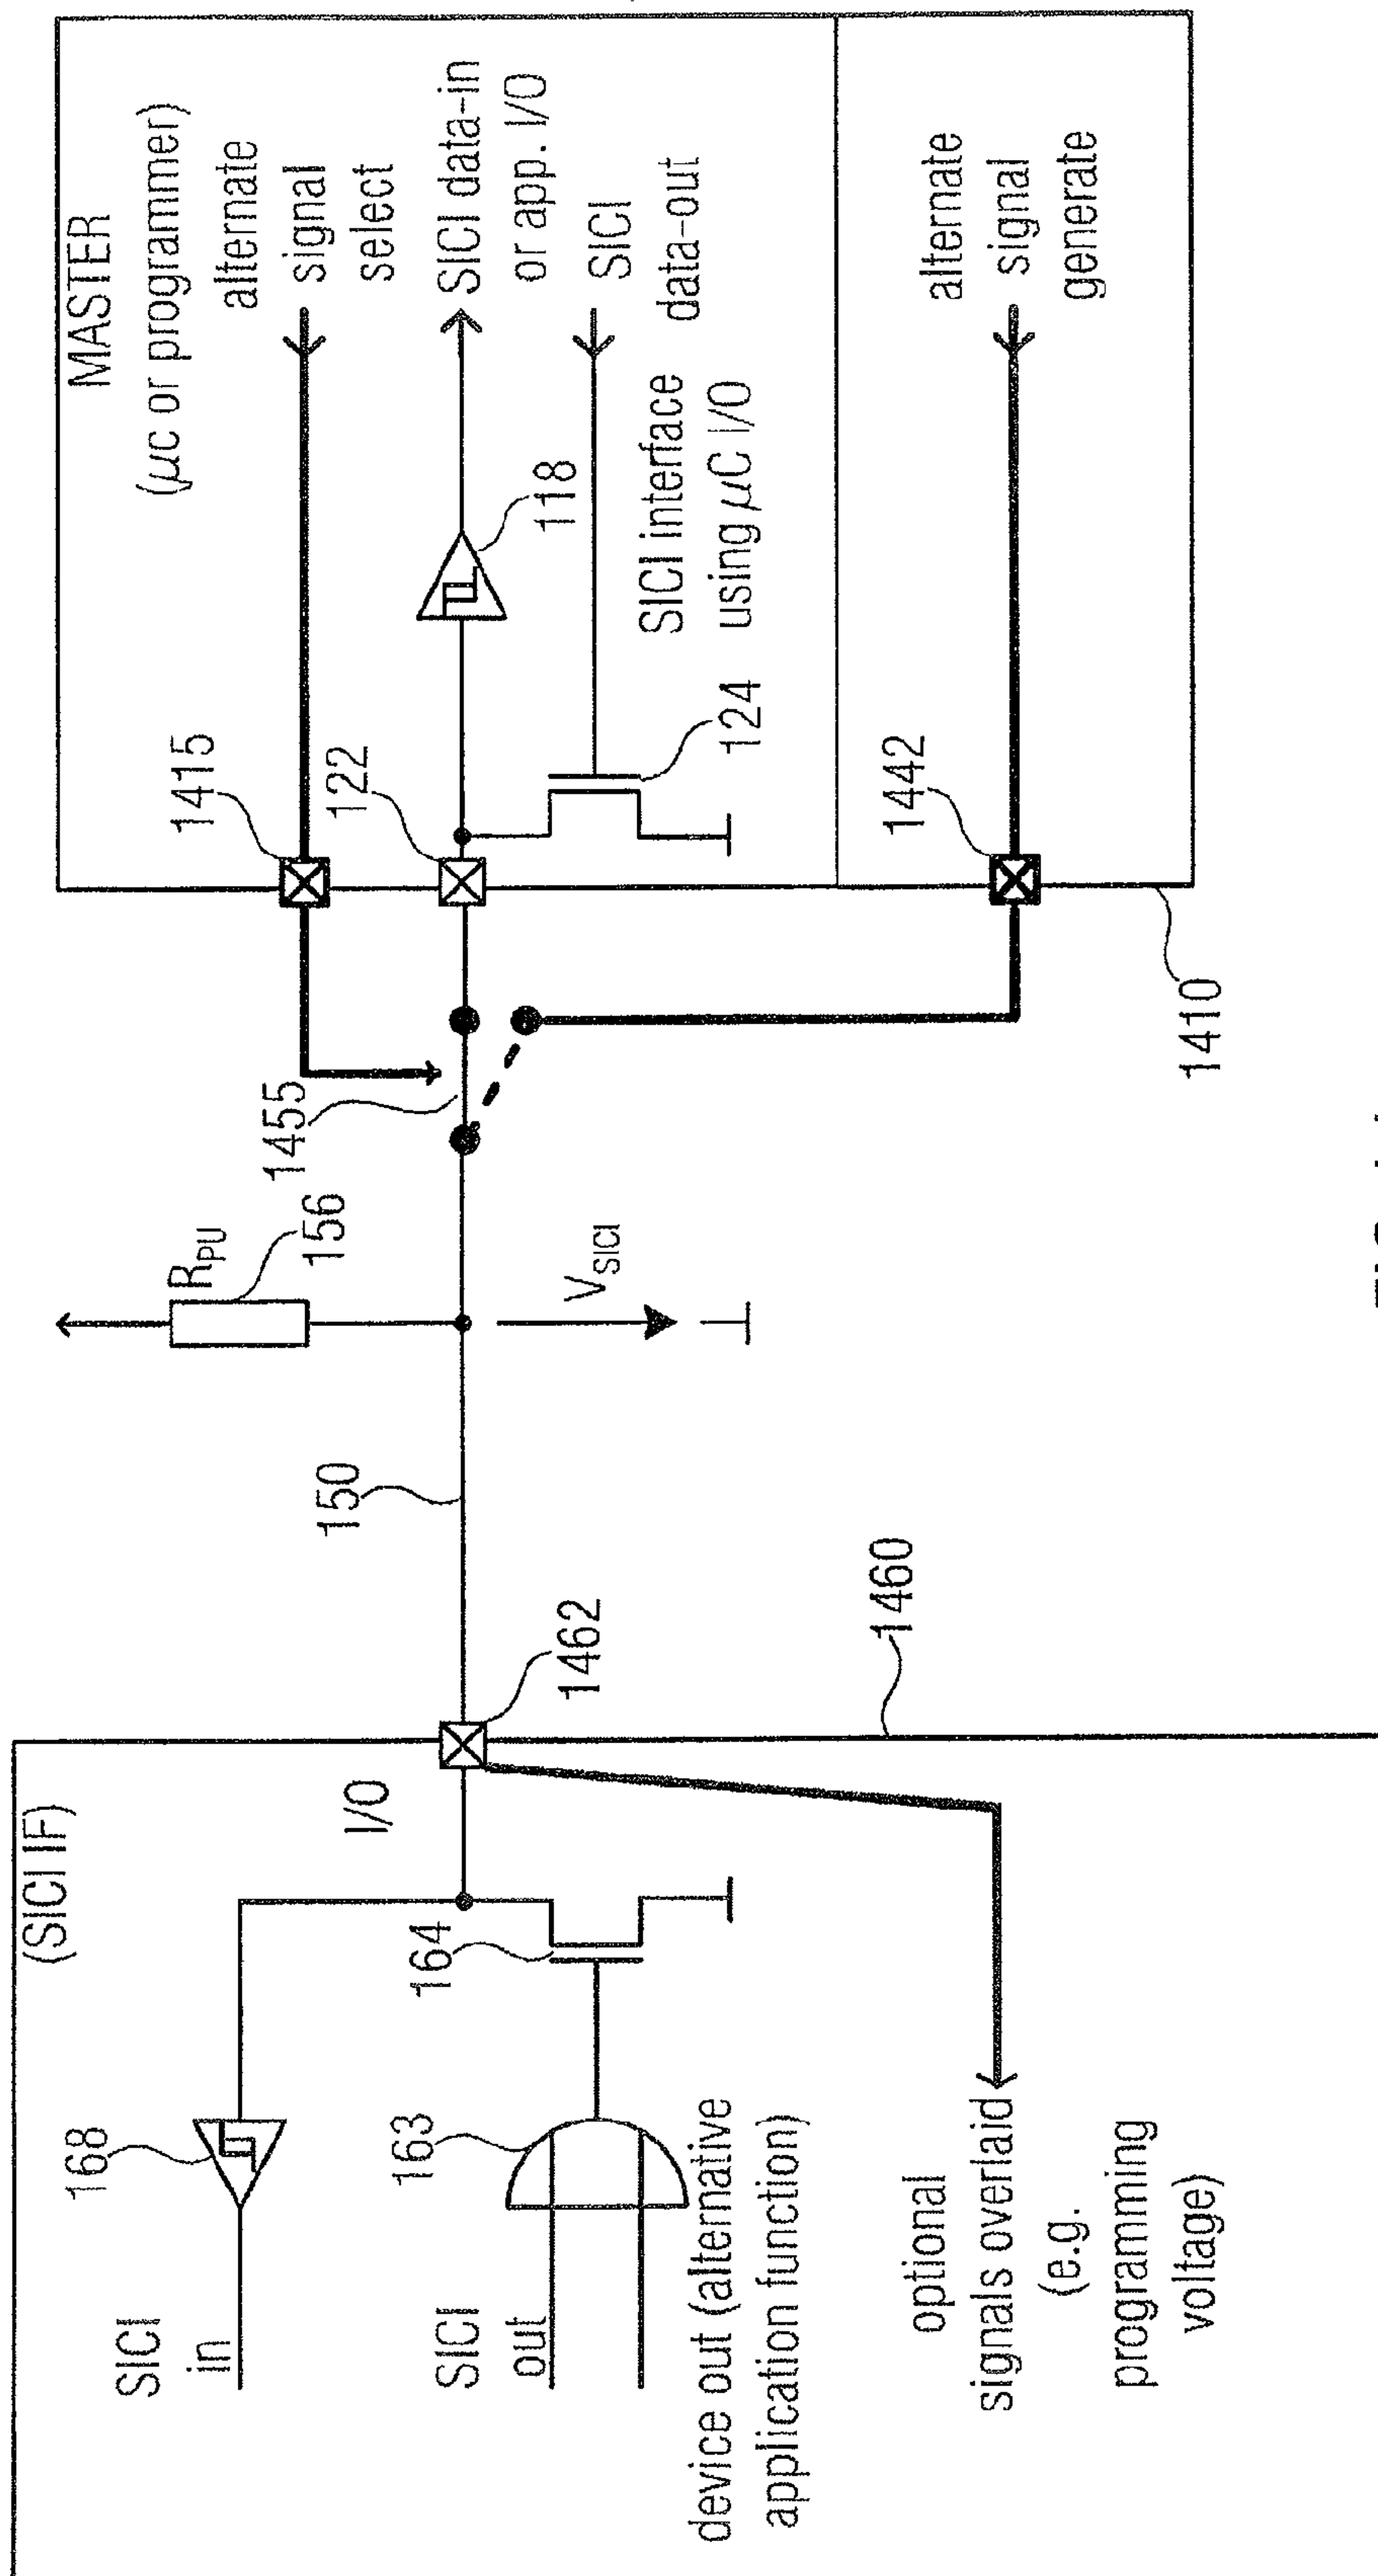 (SICI IF)
SICI
in
168
SICI
out
163
164
I/O
1462
device out (alternative
application function)
optional
signals overlaid
(e.g.
programming
voltage)
1460
150
RPU
156
VSICI
1455
1415
122
1442
1410
MASTER
(μc or programmer)
alternate
signal
select
SICI data-in
or app. I/O
SICI
data-out
118
SICI interface
using μC I/O
124
alternate
signal
generate